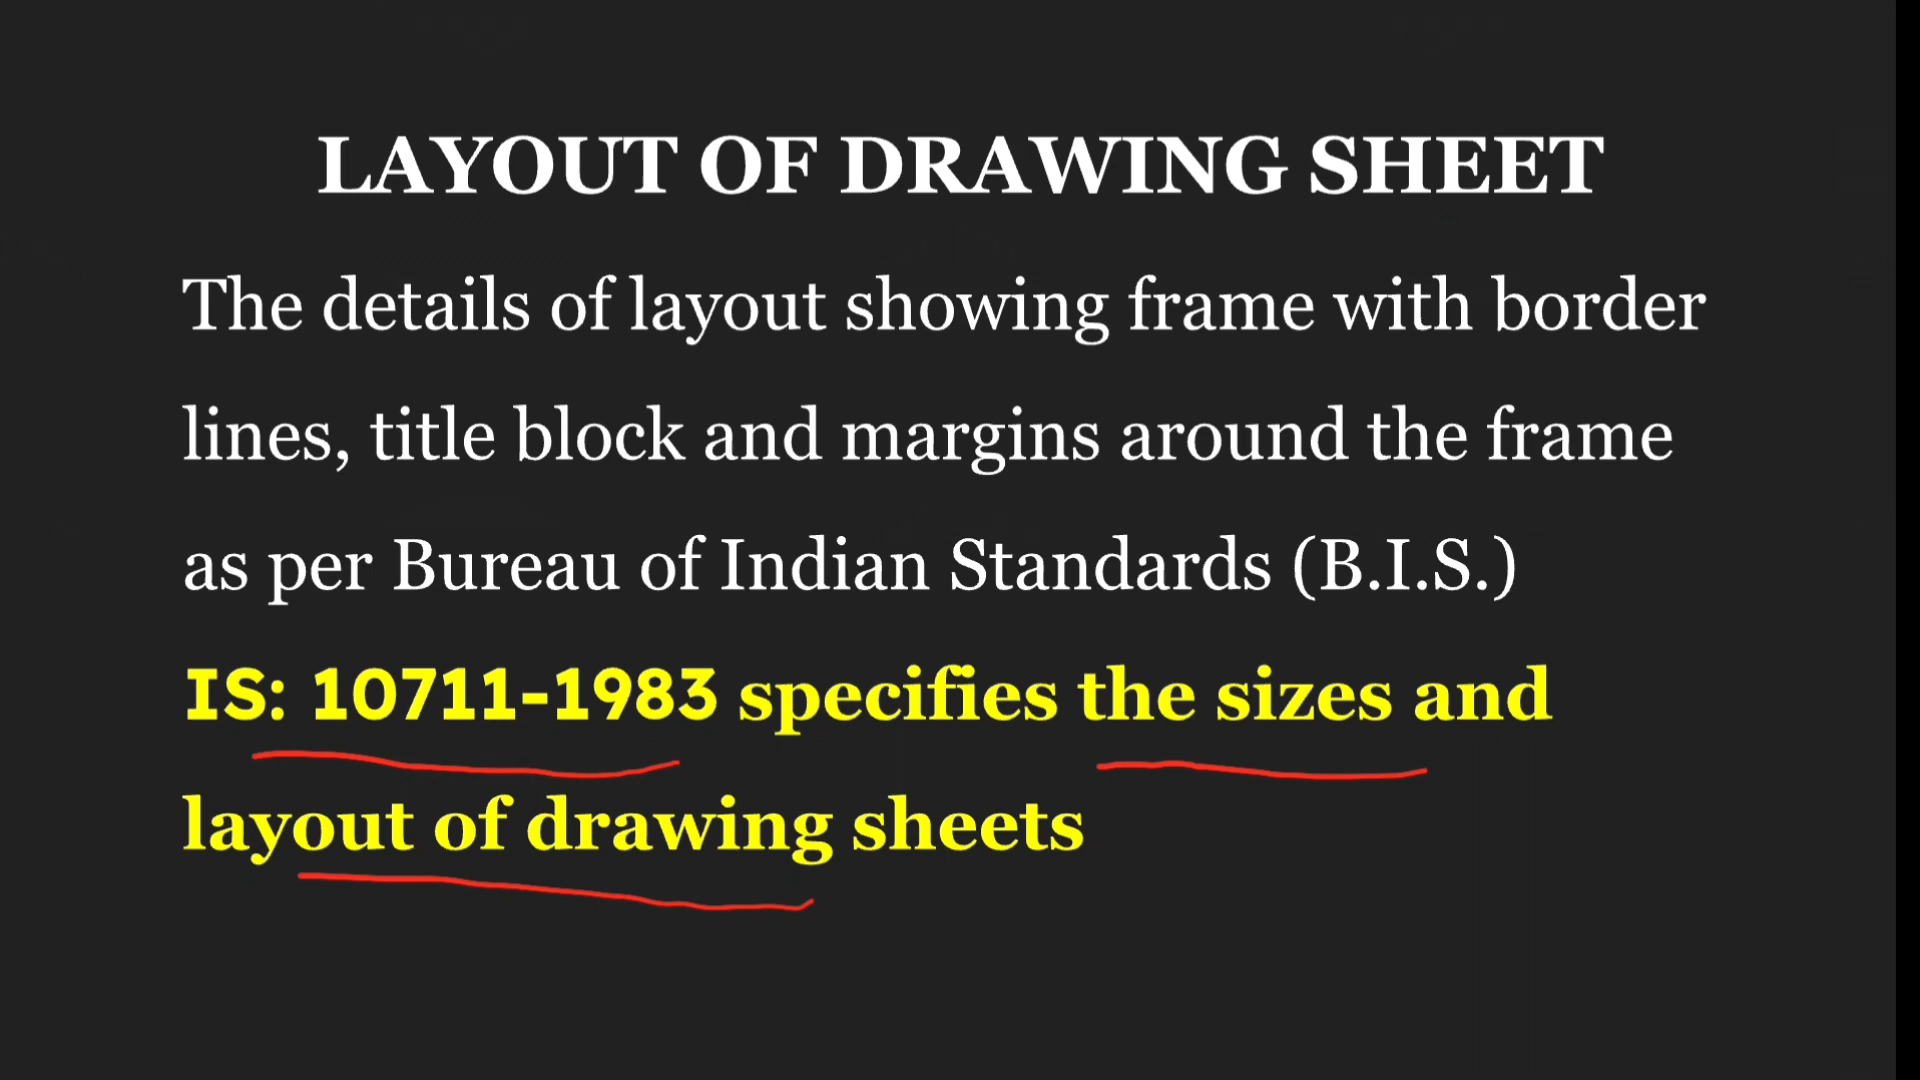 LAYOUT OF DRAWING SHEET
The details of layout showing frame with border
lines, title block and margins around the frame
as per Bureau of Indian Standards (B.I.S.)
IS: 10711-1983 specifies the sizes and
layout of drawing sheets